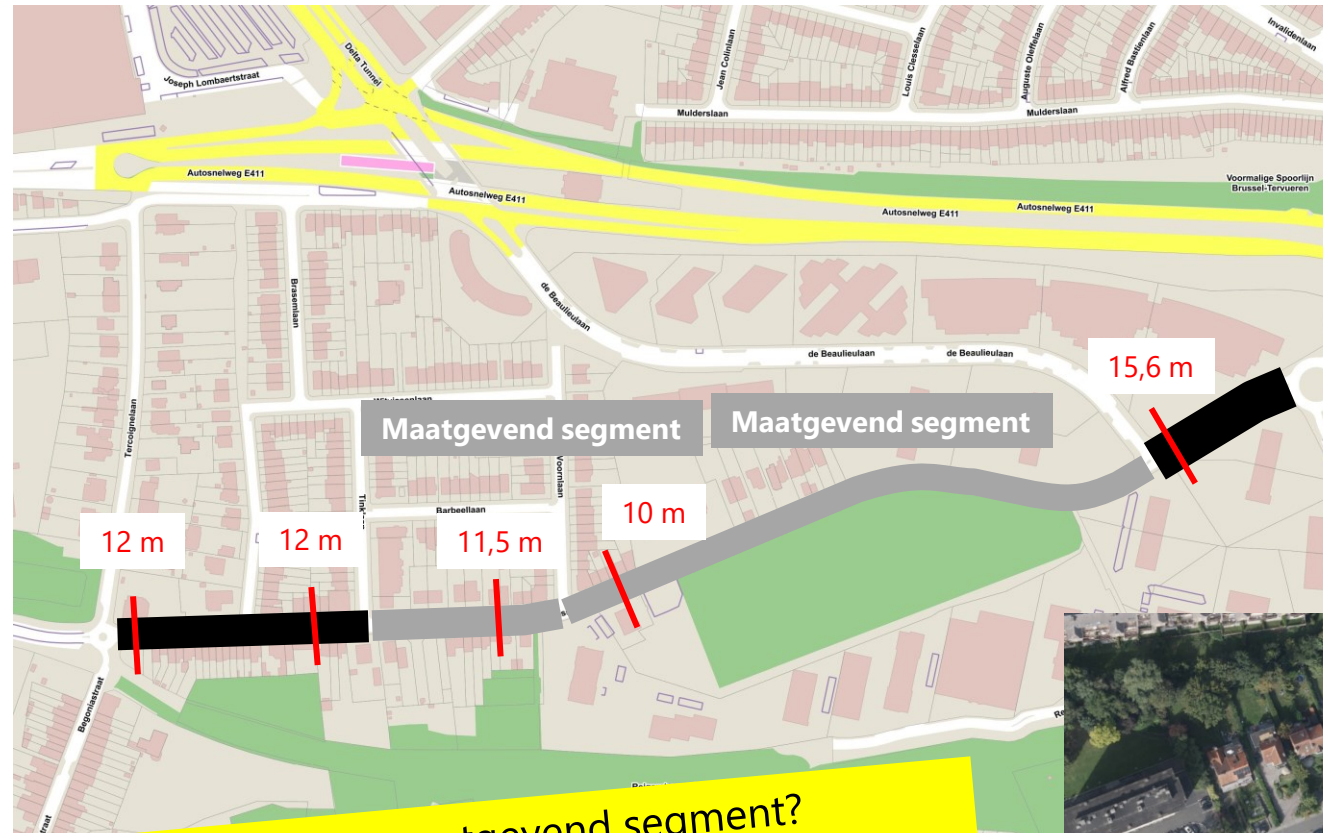 Invalidenlaan
Delta Tunnel
Jean Colinlaan
Louis Clesselaan
Auguste Oleffelaan
Alfred Bastienlaan
Joseph Lombaertstraat
Mulderslaan
Mulderslaan
Autosnelweg E411
Voormalige Spoorlijn
Brussel-Tervueren
Autosnelweg E411
Autosnelweg E411
Autosnelweg E411
Brasemlaan
de Beaulieulaan
de Beaulieulaan
de Beaulieulaan
15,6 m
Tercoignelaan
Maatgevend segment
Maatgevend segment
Voornlaan
Barbeellaan
12 m
12 m
11,5 m
10 m
Begoniastraat
segment?